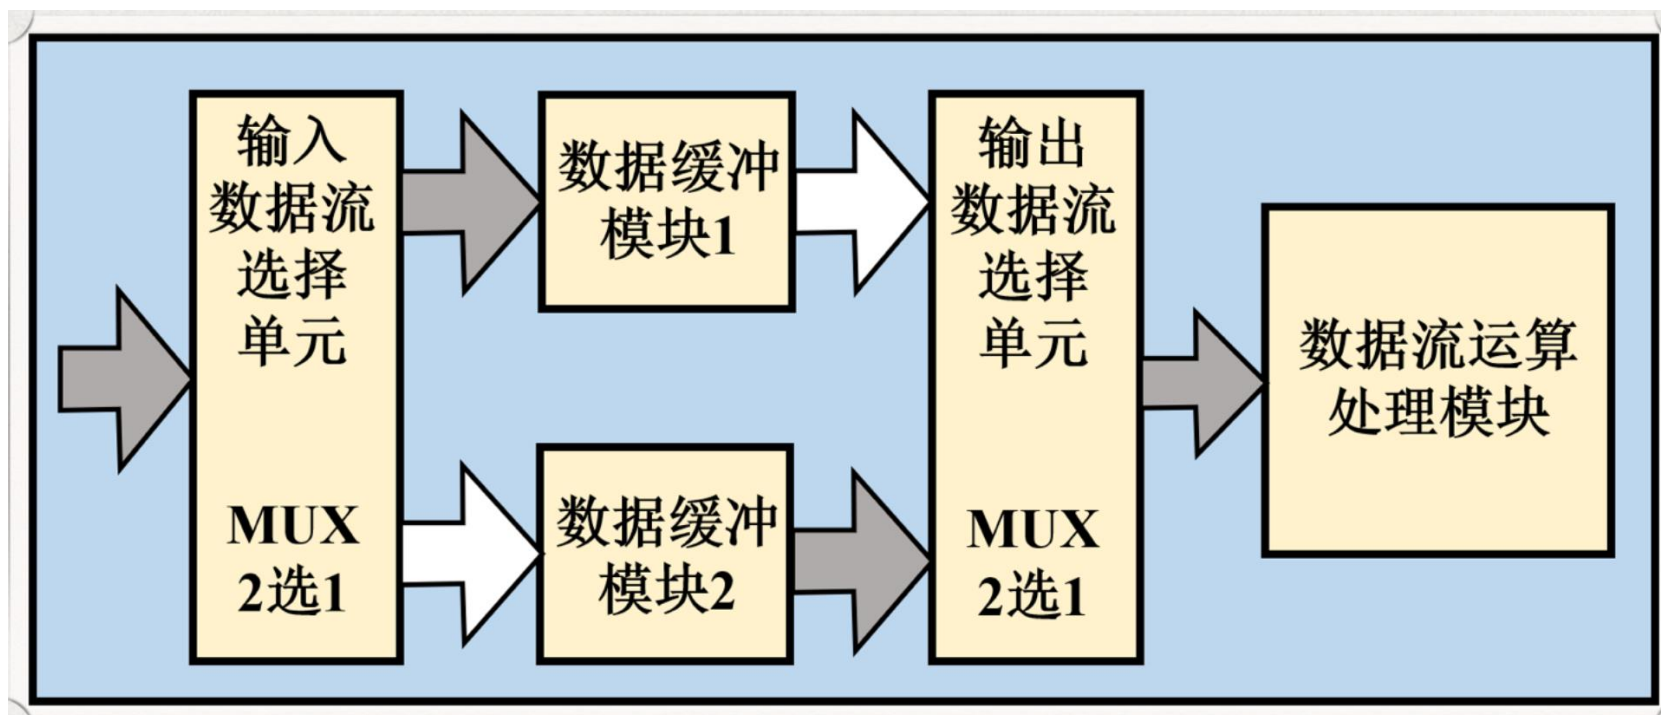 输入
数据流
选择
单元
MUX
2选1
数据缓冲
模块1
数据缓冲
模块2
输出
数据流
选择
单元
MUX
2选1
数据流运算
处理模块